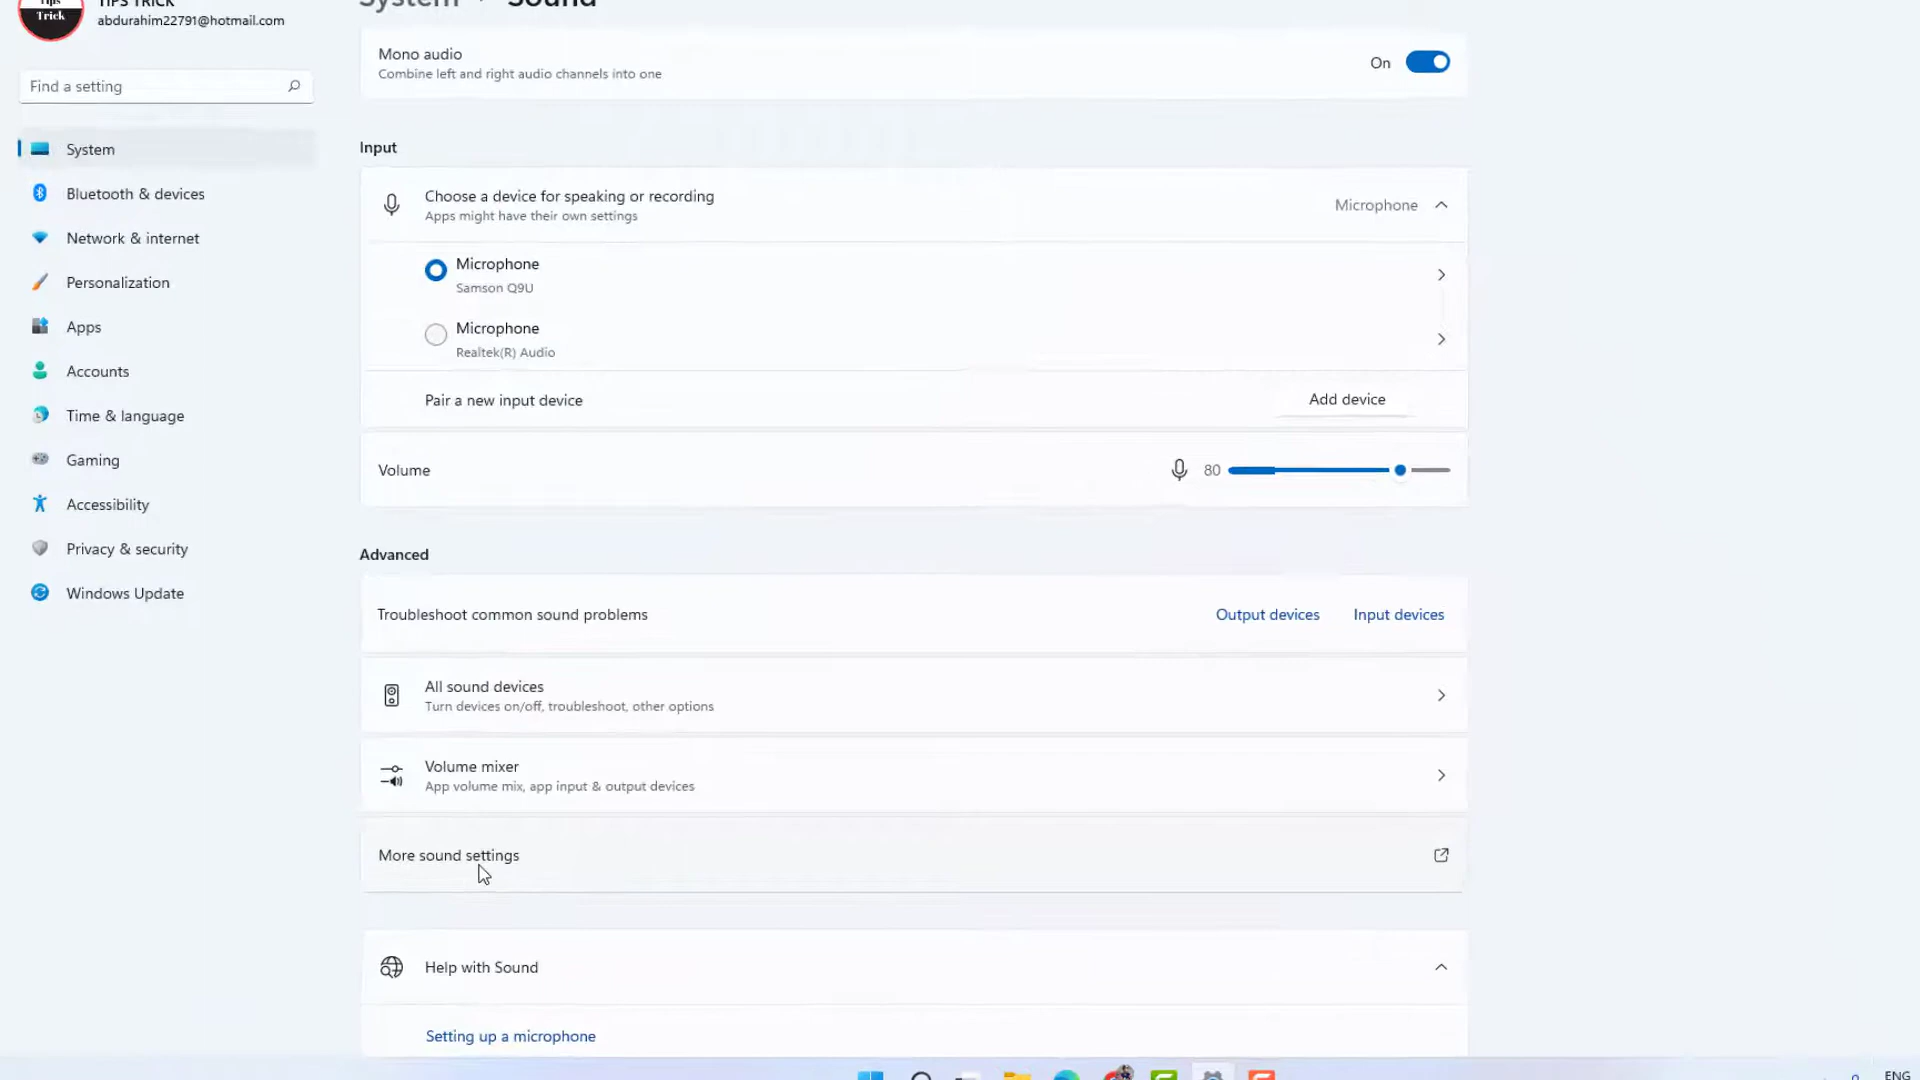 Tips
Trick
TIPS TRICK
abdurahim22791@hotmail.com
Find a setting
System
Bluetooth & devices
Network & internet
Personalization
Apps
Accounts
Time & language
Gaming
Accessibility
Privacy & security
Windows Update
System > Sound
Mono audio
Combine left and right audio channels into one
On
Input
Choose a device for speaking or recording
Apps might have their own settings
Microphone
Microphone
Samson Q9U
Microphone
Realtek(R) Audio
Pair a new input device
Add device
Volume
80
Advanced
Troubleshoot common sound problems
Output devices
Input devices
All sound devices
Turn devices on/off, troubleshoot, other options
Volume mixer
App volume mix, app input & output devices
More sound settings
Help with Sound
Setting up a microphone
ENG